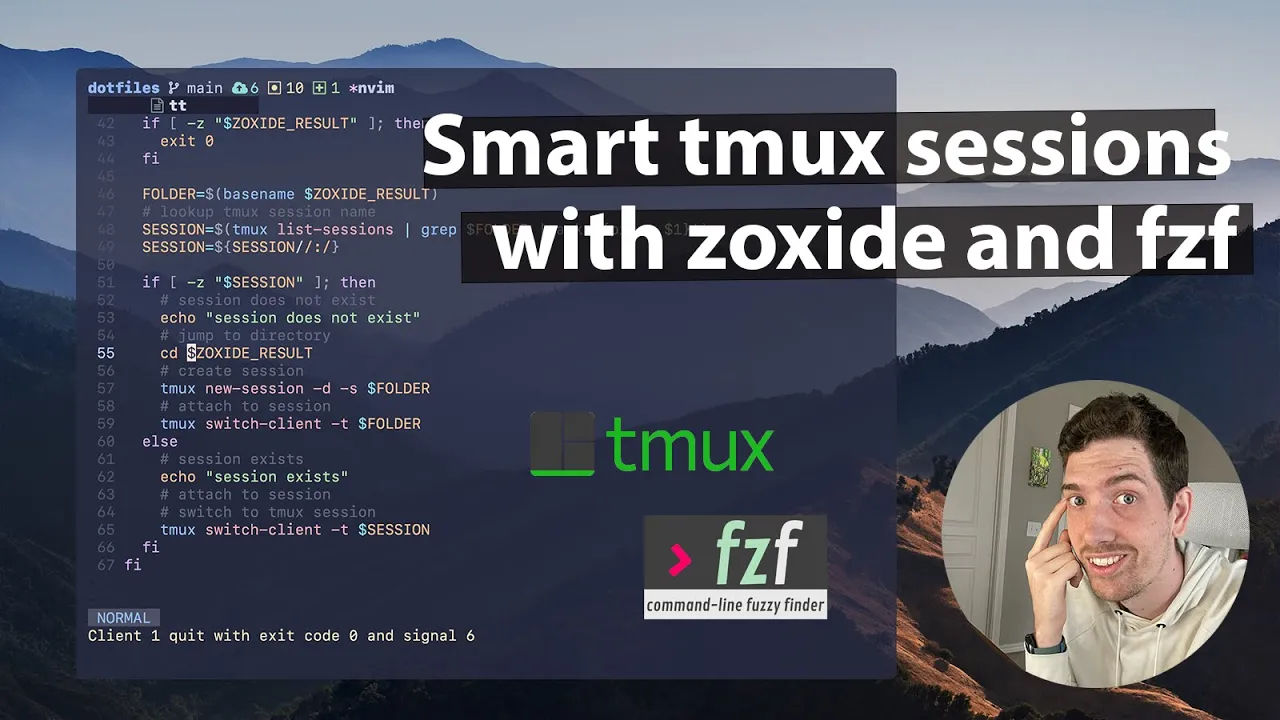 dotfiles main 6 10 1 *nvim
tt
42 if [ -z "$ZOXIDE_RESULT" ]; then
43 exit 0
44 fi
45
46 FOLDER=$(basename $ZOXIDE_RESULT)
47 # lookup tmux session name
48 SESSION=$(tmux list-sessions | grep
49 SESSION=${SESSION//:/}
50
51 if [ -z "$SESSION" ]; then
52 # session does not exist
53 echo "session does not exist"
54 # jump to directory
55 cd $ZOXIDE_RESULT
56 # create session
57 tmux new-session -d -s $FOLDER
58 # attach to session
59 tmux switch-client -t $FOLDER
60 else
61 # session exists
62 echo "session exists"
63 # attach to session
64 # switch to tmux session
65 tmux switch-client -t $SESSION
66 fi
67 fi
NORMAL
Client 1 quit with exit code 0 and signal 6
Smart tmux sessions
with zoxide and fzf
tmux
> fzf
command-line fuzzy finder